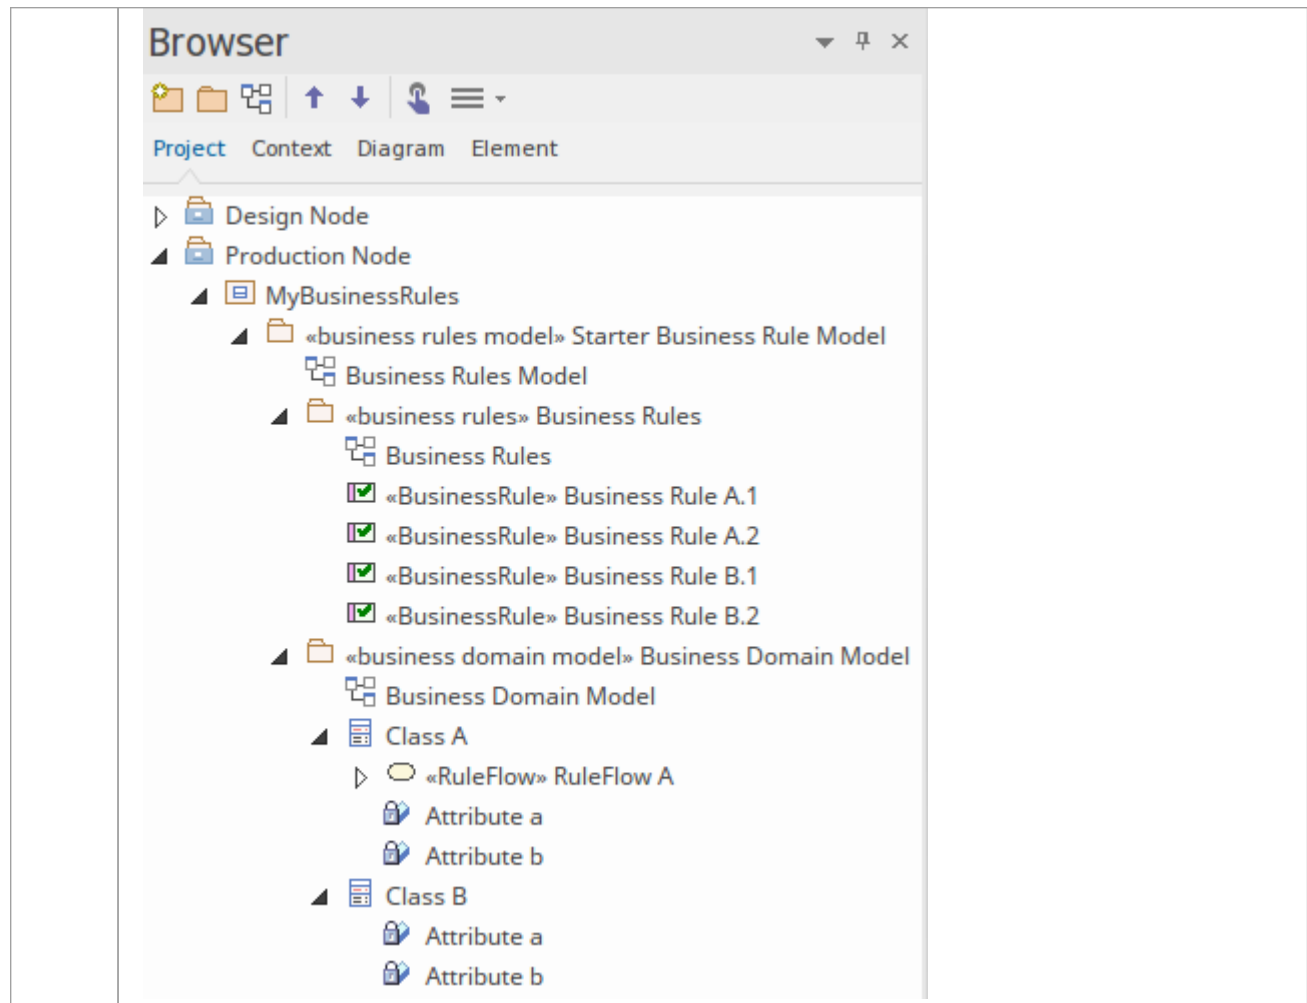 Browser
Project Context Diagram Element
Design Node
Production Node
MyBusinessRules
«business rules model» Starter Business Rule Model
Business Rules Model
«business rules» Business Rules
Business Rules
«BusinessRule» Business Rule A.1
«BusinessRule» Business Rule A.2
«BusinessRule» Business Rule B.1
«BusinessRule» Business Rule B.2
«business domain model» Business Domain Model
Business Domain Model
Class A
«RuleFlow» RuleFlow A
Attribute a
Attribute b
Class B
Attribute a
Attribute b